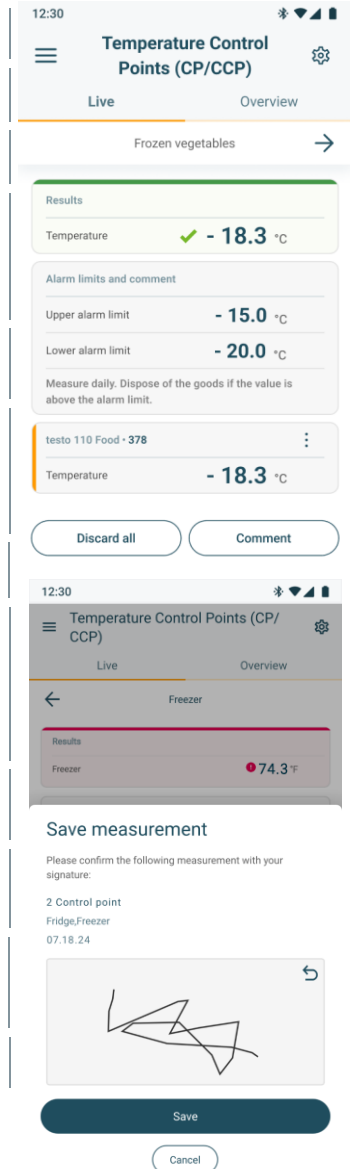 12:30
Temperature Control
Points (CP/CCP)
Live Overview
Frozen vegetables
Results
Temperature - 18.3 °C
Alarm limits and comment
Upper alarm limit - 15.0 °C
Lower alarm limit - 20.0 °C
Measure daily. Dispose of the goods if the value is
above the alarm limit.
testo 110 Food • 378
Temperature - 18.3 °C
Discard all Comment
12:30
Temperature Control Points (CP/
CCP)
Live Overview
Freezer
Results
Freezer 74.3 °F
Save measurement
Please confirm the following measurement with your
signature:
2 Control point
Fridge,Freezer
07.18.24
Save
Cancel